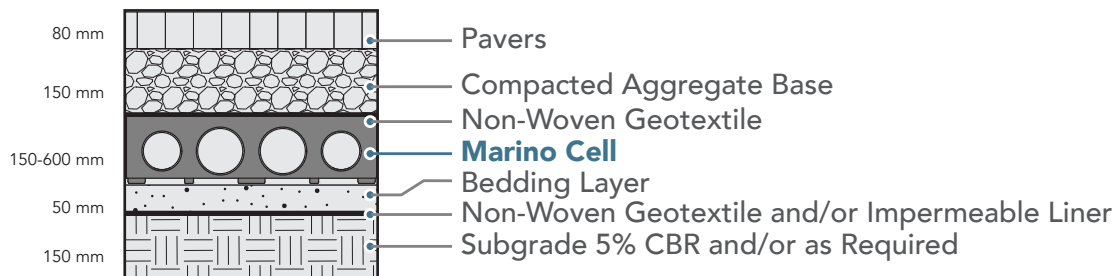 80 mm
Pavers
150 mm
Compacted Aggregate Base
Non-Woven Geotextile
150-600 mm
Marino Cell
Bedding Layer
50 mm
Non-Woven Geotextile and/or Impermeable Liner
150 mm
Subgrade 5% CBR and/or as Required